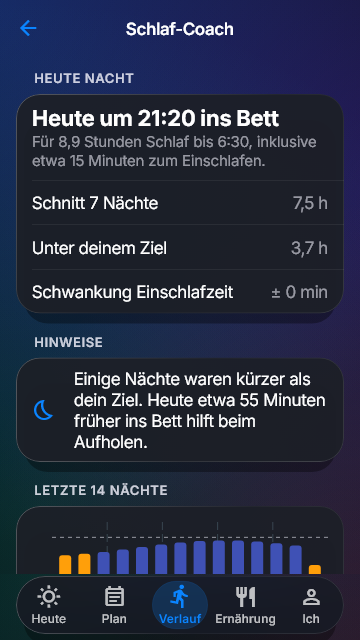 Schlaf-Coach
HEUTE NACHT
Heute um 21:20 ins Bett
Für 8,9 Stunden Schlaf bis 6:30, inklusive
etwa 15 Minuten zum Einschlafen.
Schnitt 7 Nächte 7,5 h
Unter deinem Ziel 3,7 h
Schwankung Einschlafzeit ± 0 min
HINWEISE
Einige Nächte waren kürzer als
dein Ziel. Heute etwa 55 Minuten
früher ins Bett hilft beim
Aufholen.
LETZTE 14 NÄCHTE
Heute Plan Verlauf Ernährung Ich